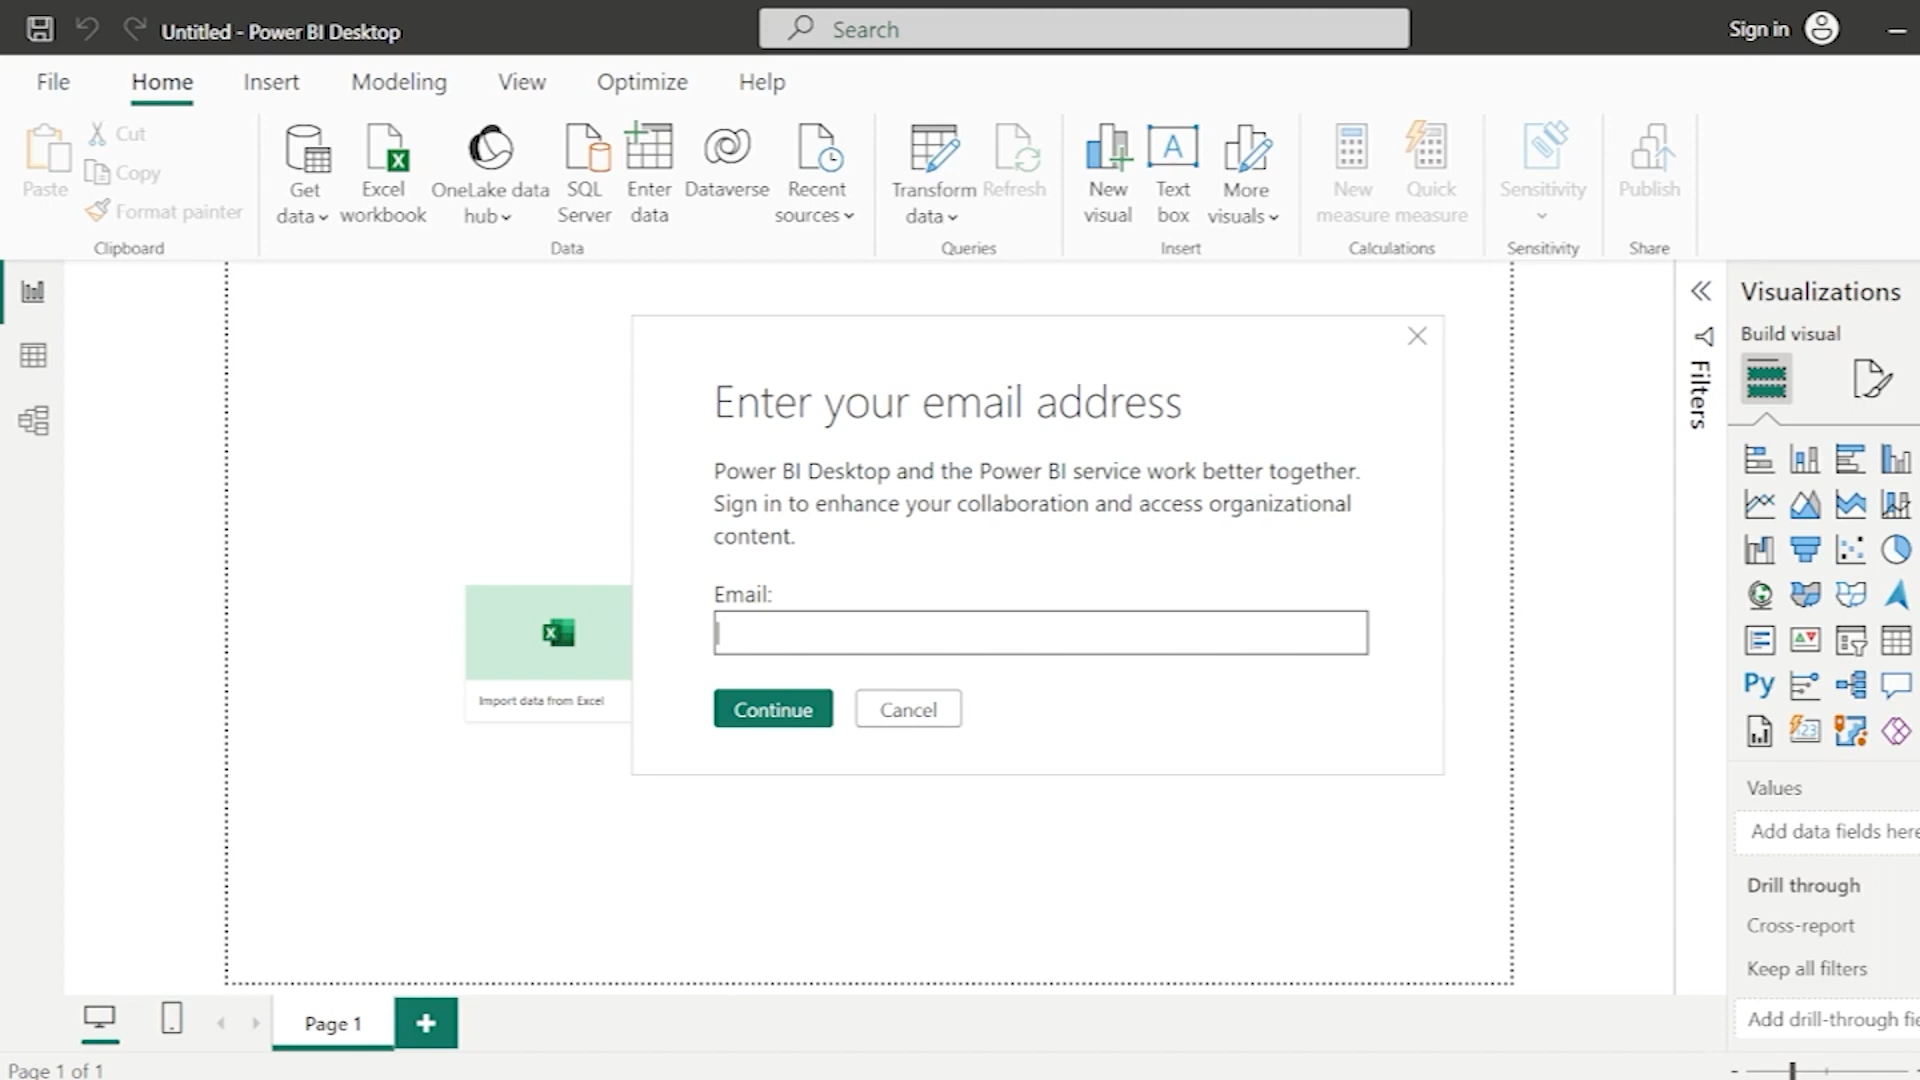 Untitled - Power BI Desktop
Search
Sign in
File
Home
Insert
Modeling
View
Optimize
Help
Paste
Cut
Copy
Format painter
Clipboard
Get data
Excel workbook
OneLake data hub
SQL Server
Enter data
Dataverse
Recent sources
Data
Transform data
Refresh
Queries
New visual
Text box
A
More visuals
Insert
New measure
Quick measure
Calculations
Sensitivity
Sensitivity
Publish
Share
Enter your email address
Power BI Desktop and the Power BI service work better together.
Sign in to enhance your collaboration and access organizational
content.
Email:
Continue
Cancel
Import data from Excel
Filters
Visualizations
Build visual
Py
123
Values
Add data fields here
Drill through
Cross-report
Keep all filters
Add drill-through fie
Page 1
Page 1 of 1